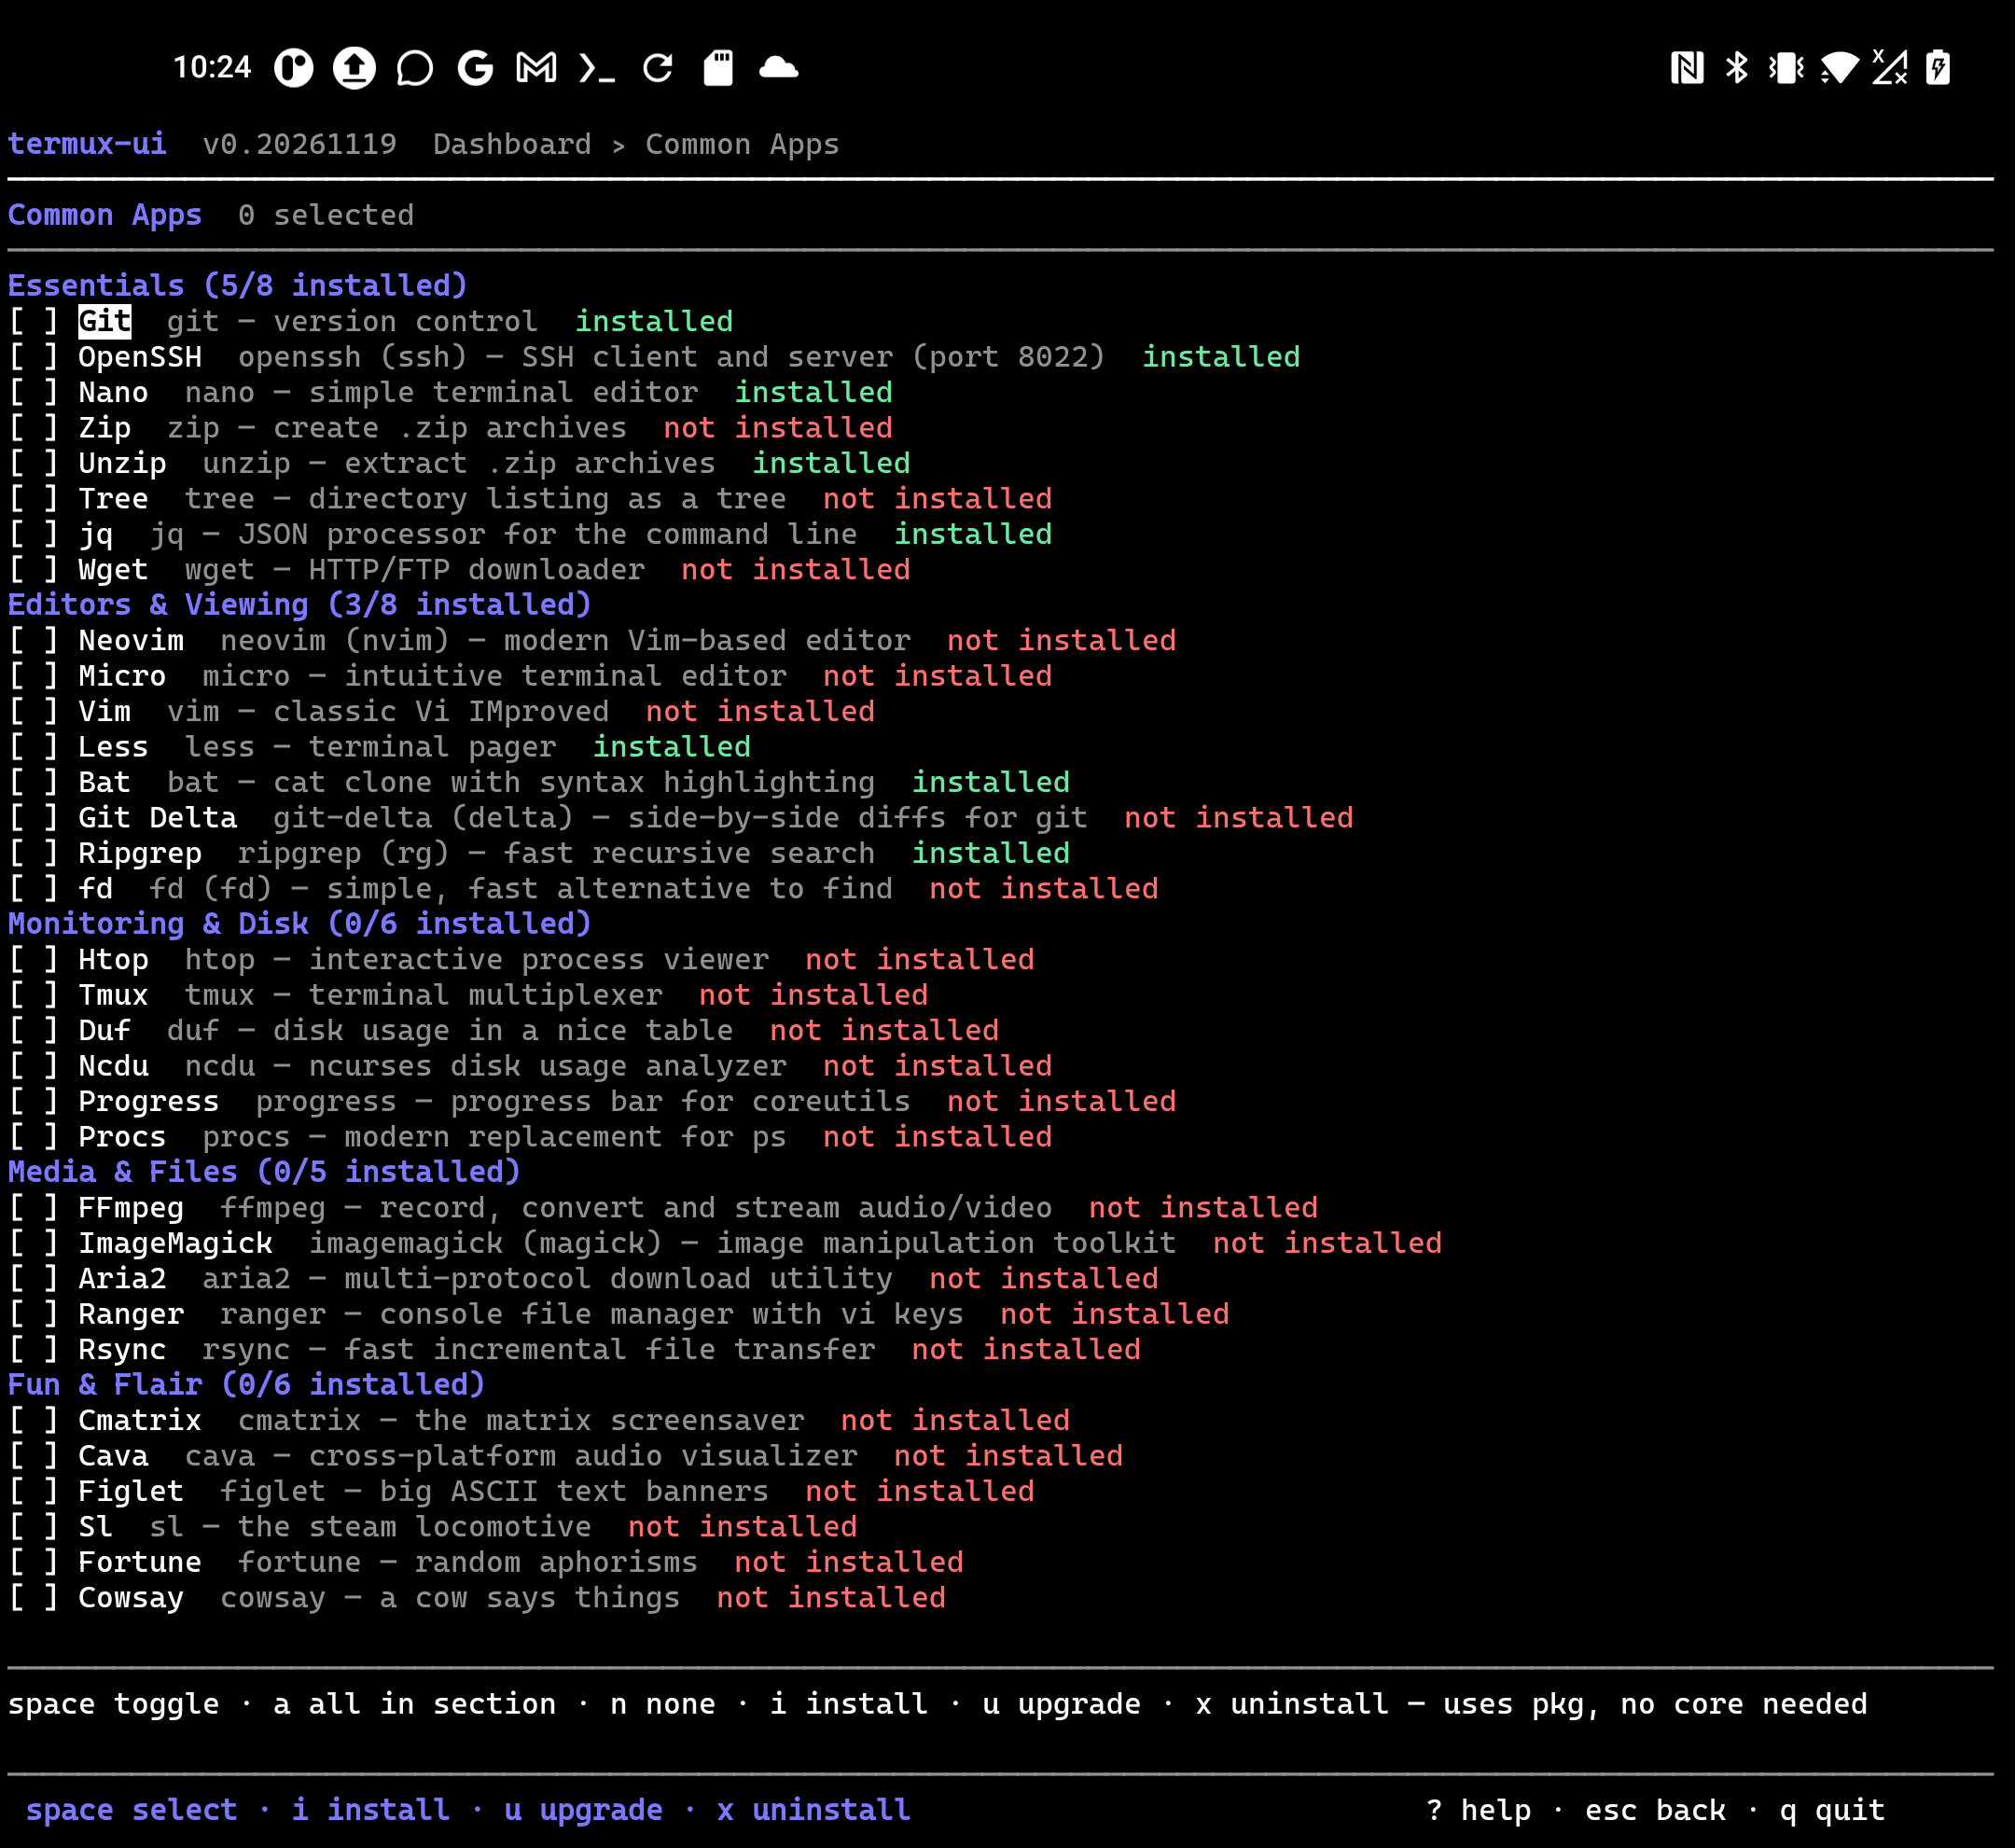 10:24
termux-ui  v0.20261119  Dashboard > Common Apps
Common Apps  0 selected
Essentials (5/8 installed)
[ ] Git  git — version control  installed
[ ] OpenSSH  openssh (ssh) — SSH client and server (port 8022)  installed
[ ] Nano  nano — simple terminal editor  installed
[ ] Zip  zip — create .zip archives  not installed
[ ] Unzip  unzip — extract .zip archives  installed
[ ] Tree  tree — directory listing as a tree  not installed
[ ] jq  jq — JSON processor for the command line  installed
[ ] Wget  wget — HTTP/FTP downloader  not installed
Editors & Viewing (3/8 installed)
[ ] Neovim  neovim (nvim) — modern Vim-based editor  not installed
[ ] Micro  micro — intuitive terminal editor  not installed
[ ] Vim  vim — classic Vi IMproved  not installed
[ ] Less  less — terminal pager  installed
[ ] Bat  bat — cat clone with syntax highlighting  installed
[ ] Git Delta  git-delta (delta) — side-by-side diffs for git  not installed
[ ] Ripgrep  ripgrep (rg) — fast recursive search  installed
[ ] fd  fd (fd) — simple, fast alternative to find  not installed
Monitoring & Disk (0/6 installed)
[ ] Htop  htop — interactive process viewer  not installed
[ ] Tmux  tmux — terminal multiplexer  not installed
[ ] Duf  duf — disk usage in a nice table  not installed
[ ] Ncdu  ncdu — ncurses disk usage analyzer  not installed
[ ] Progress  progress — progress bar for coreutils  not installed
[ ] Procs  procs — modern replacement for ps  not installed
Media & Files (0/5 installed)
[ ] FFmpeg  ffmpeg — record, convert and stream audio/video  not installed
[ ] ImageMagick  imagemagick (magick) — image manipulation toolkit  not installed
[ ] Aria2  aria2 — multi-protocol download utility  not installed
[ ] Ranger  ranger — console file manager with vi keys  not installed
[ ] Rsync  rsync — fast incremental file transfer  not installed
Fun & Flair (0/6 installed)
[ ] Cmatrix  cmatrix — the matrix screensaver  not installed
[ ] Cava  cava — cross-platform audio visualizer  not installed
[ ] Figlet  figlet — big ASCII text banners  not installed
[ ] Sl  sl — the steam locomotive  not installed
[ ] Fortune  fortune — random aphorisms  not installed
[ ] Cowsay  cowsay — a cow says things  not installed
space toggle · a all in section · n none · i install · u upgrade · x uninstall — uses pkg, no core needed
space select · i install · u upgrade · x uninstall  ? help · esc back · q quit